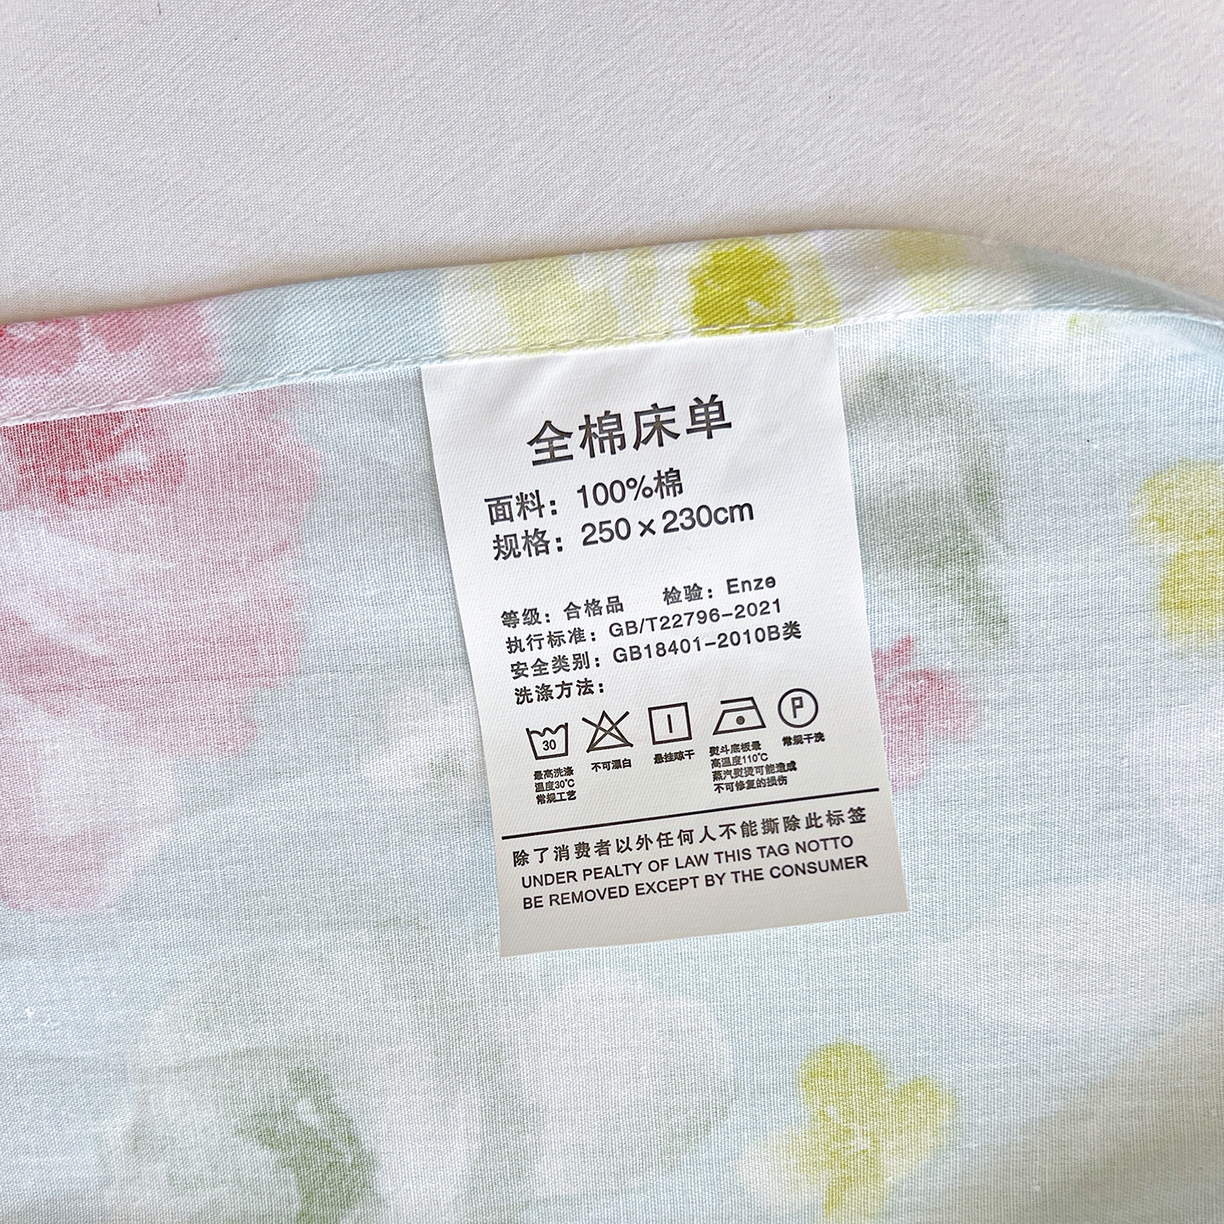 全棉床单
面料：100%棉
规格：250×230cm
等级：合格品 检验：Enze
执行标准：GB/T22796-2021
安全类别：GB18401-2010B类
洗涤方法：
30
P
最高洗涤
温度30℃
常规工艺
不可漂白
悬挂晾干
熨斗底板最
高温度110℃
蒸汽熨烫可能造成
不可修复的损伤
常规干洗
除了消费者以外任何人不能撕除此标签
UNDER PEALTY OF LAW THIS TAG NOTTO
BE REMOVED EXCEPT BY THE CONSUMER